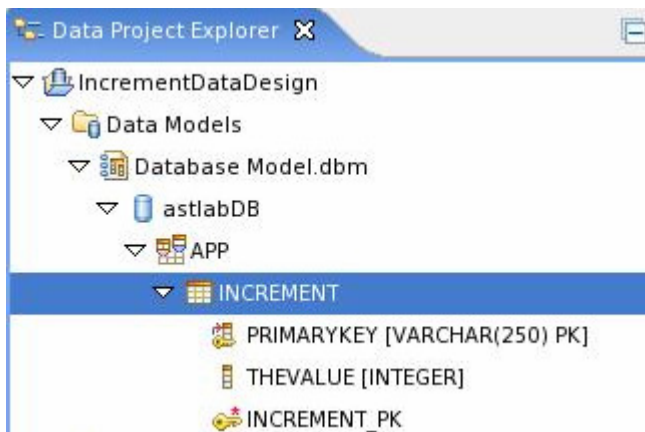 Data Project Explorer
IncrementDataDesign
Data Models
Database Model.dbm
astlabDB
APP
INCREMENT
PRIMARYKEY [VARCHAR(250) PK]
THEVALUE [INTEGER]
INCREMENT_PK